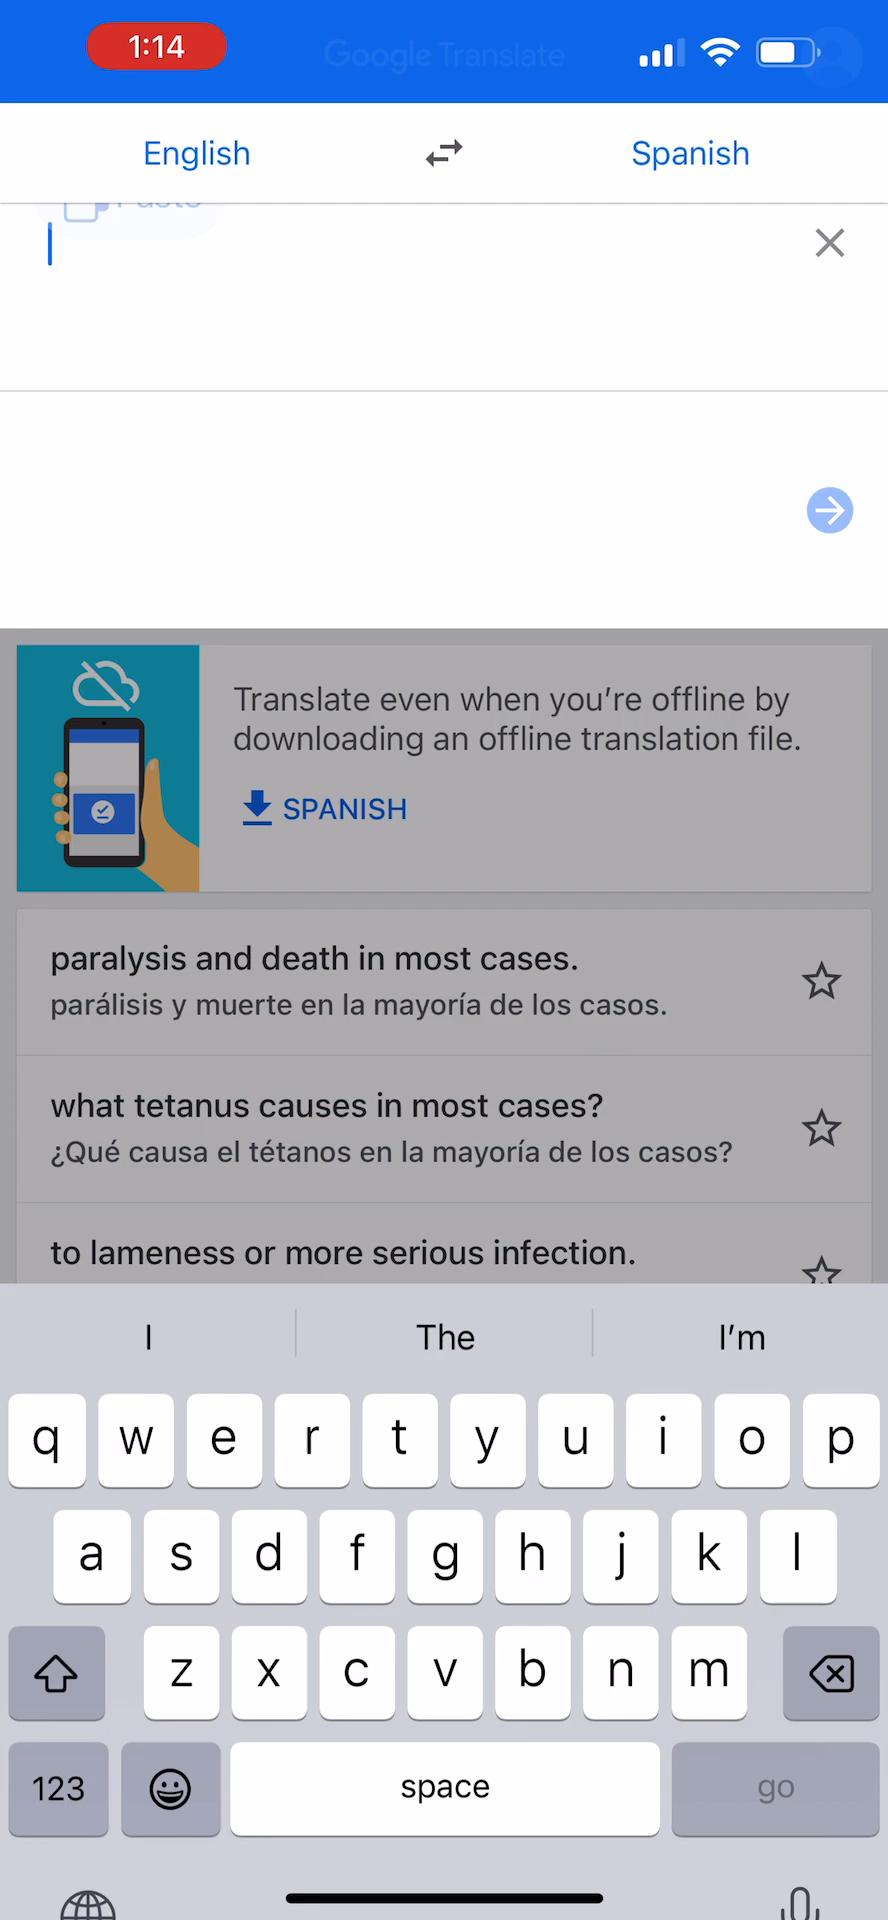 1:14
Google Translate
English
Spanish
Paste
Translate even when you’re offline by
downloading an offline translation file.
SPANISH
paralysis and death in most cases.
parálisis y muerte en la mayoría de los casos.
what tetanus causes in most cases?
¿Qué causa el tétanos en la mayoría de los casos?
to lameness or more serious infection.
I The I’m
q w e r t y u i o p
a s d f g h j k l
z x c v b n m
123 space go